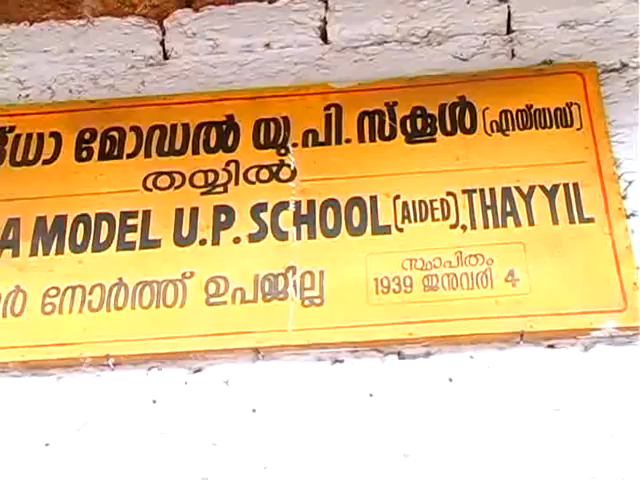 മോഡൽ യു.പി.സ്കൂൾ (എയ്ഡഡ്)
തയ്യിൽ
A MODEL U.P. SCHOOL (AIDED), THAYYIL
നോർത്ത് ഉപജില്ല
സ്ഥാപിതം
1939 ജനുവരി 4